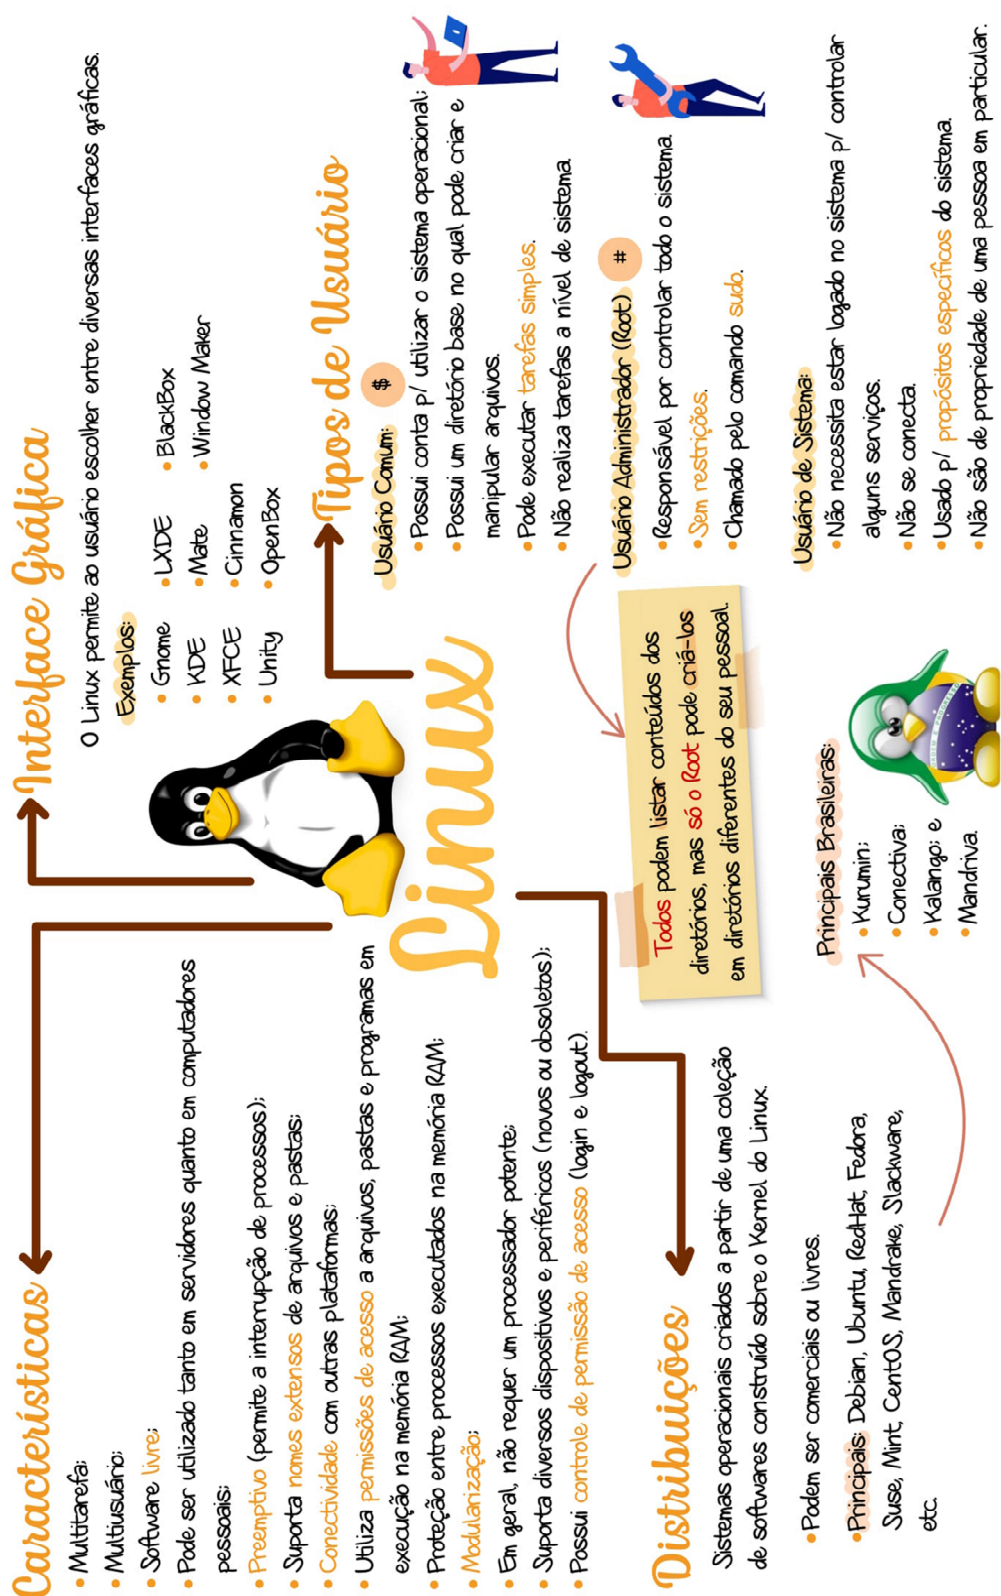 Linux
Características
• Multitarefa;
• Multiusuário;
• Software livre;
• Pode ser utilizado tanto em servidores quanto em computadores
pessoais;
• Preemptivo (permite a interrupção de processos);
• Suporta nomes extensos de arquivos e pastas;
• Conectividade com outras plataformas;
• Utiliza permissões de acesso a arquivos, pastas e programas em
execução na memória RAM;
• Proteção entre processos executados na memória RAM;
• Modularização;
• Em geral, não requer um processador potente;
• Suporta diversos dispositivos e periféricos (novos ou obsoletos);
• Possui controle de permissão de acesso (login e logout).
Interface Gráfica
O Linux permite ao usuário escolher entre diversas interfaces gráficas.
Exemplos:
• Gnome • LXDE • BlackBox
• KDE • Mate • Window Maker
• XFCE • Cinnamon
• Unity • OpenBox
Tipos de Usuário
Usuário Comum: $
• Possui conta p/ utilizar o sistema operacional;
• Possui um diretório base no qual pode criar e
manipular arquivos.
• Pode executar tarefas simples.
• Não realiza tarefas a nível de sistema.
Usuário Administrador (Root) #
• Responsável por controlar todo o sistema.
• Sem restrições.
• Chamado pelo comando sudo.
Usuário de Sistema:
• Não necessita estar logado no sistema p/ controlar
alguns serviços.
• Não se conecta.
• Usado p/ propósitos específicos do sistema.
• Não são de propriedade de uma pessoa em particular.
Todos podem listar conteúdos dos
diretórios, mas só o Root pode criá-los
em diretórios diferentes do seu pessoal.
Distribuições
Sistemas operacionais criados a partir de uma coleção
de softwares construído sobre o Kernel do Linux.
• Podem ser comerciais ou livres.
• Principais: Debian, Ubuntu, RedHat, Fedora,
Suse, Mint, CentOS, Mandrake, Slackware,
etc.
Principais Brasileiras:
• Kurumin;
• Conectiva;
• Kalango; e
• Mandriva.